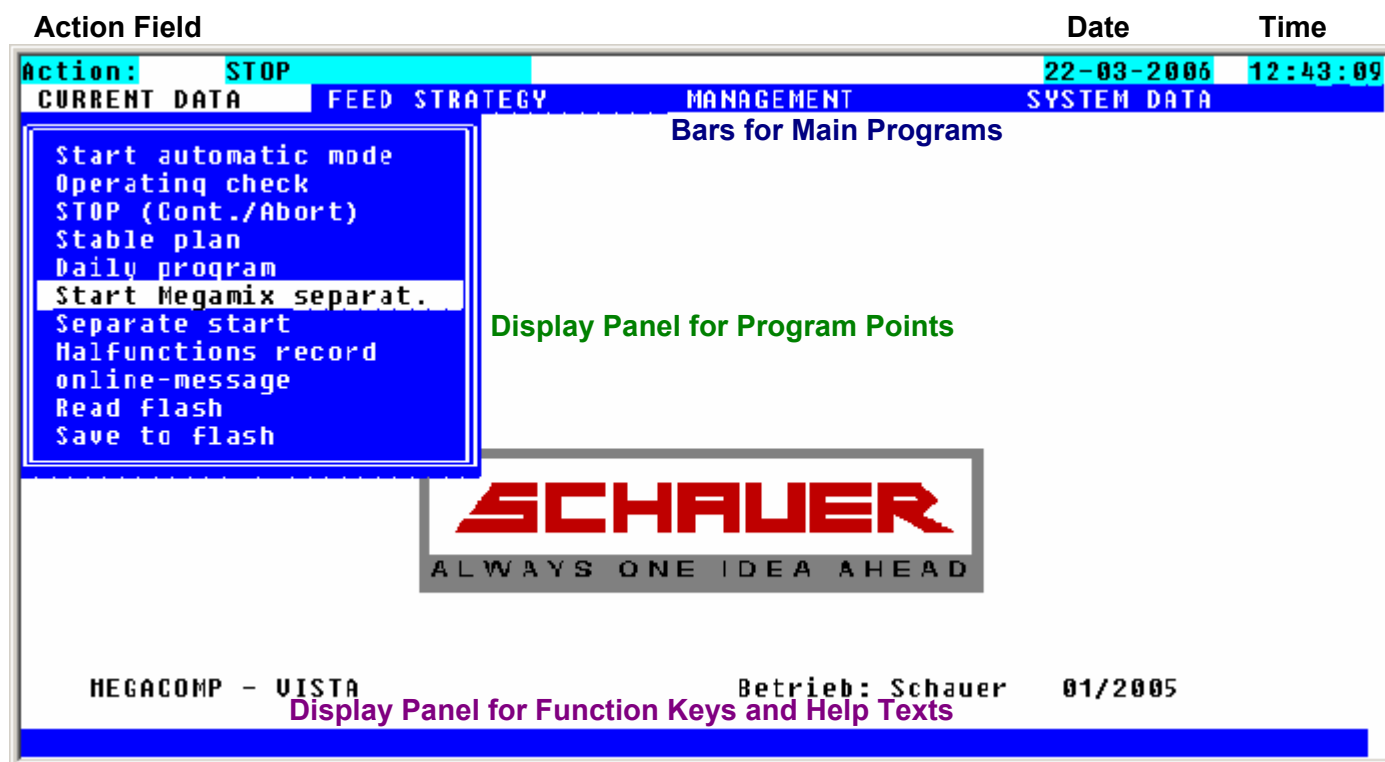 Action Field Date Time
Action: STOP 22-03-2006 12:43:09
CURRENT DATA FEED STRATEGY MANAGEMENT SYSTEM DATA
Bars for Main Programs
Start automatic mode
Operating check
STOP (Cont./Abort)
Stable plan
Daily program
Start Megamix separat.
Separate start
Display Panel for Program Points
Malfunctions record
online-message
Read flash
Save to flash
SCHAUER
ALWAYS ONE IDEA AHEAD
MEGACOMP - VISTA Betrieb: Schauer 01/2005
Display Panel for Function Keys and Help Texts